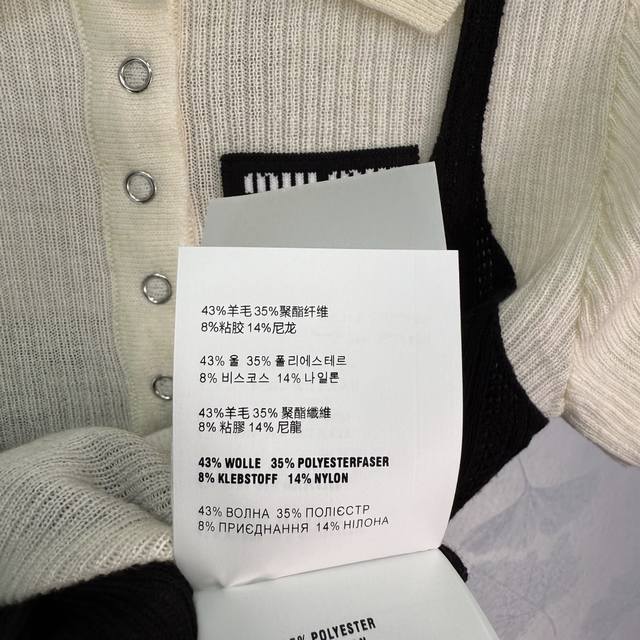 43%羊毛 35%聚酯纤维
8%粘胶 14%尼龙
43% 울 35% 폴리에스테르
8% 비스코스 14% 나일론
43%羊毛 35% 聚酯纖維
8% 粘膠 14% 尼龍
43% WOLLE 35% POLYESTERFASER
8% KLEBSTOFF 14% NYLON
43% ВОЛНА 35% ПОЛІЄСТР
8% ПРИЄДНАННЯ 14% НІЛОНА
POLYESTER